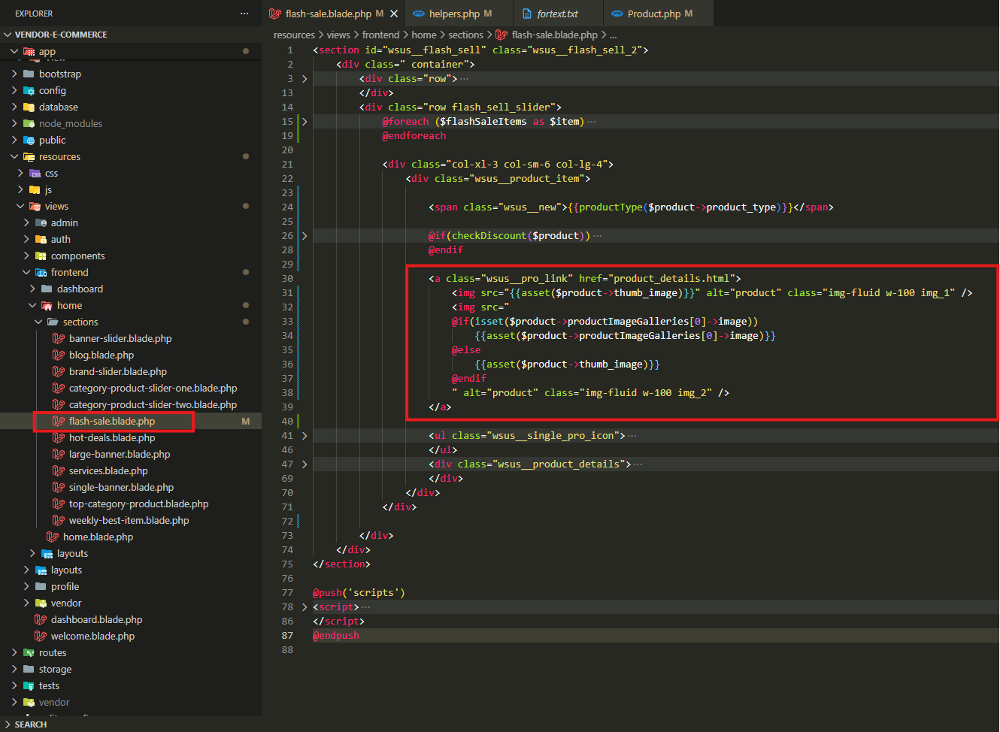 EXPLORER
VENDOR-E-COMMERCE
app
bootstrap
config
database
node_modules
public
resources
css
js
views
admin
auth
components
frontend
dashboard
home
sections
banner-slider.blade.php
blog.blade.php
brand-slider.blade.php
category-product-slider-one.blade.php
category-product-slider-two.blade.php
flash-sale.blade.php M
hot-deals.blade.php
large-banner.blade.php
services.blade.php
single-banner.blade.php
top-category-product.blade.php
weekly-best-item.blade.php
home.blade.php
layouts
layouts
profile
vendor
dashboard.blade.php
welcome.blade.php
routes
storage
tests
vendor
SEARCH
flash-sale.blade.php M
helpers.php M
fortext.txt
Product.php M
resources > views > frontend > home > sections > flash-sale.blade.php > ...
1 <section id="wsus__flash_sell" class="wsus__flash_sell_2">
2 <div class=" container">
3 <div class="row"> ...
13 </div>
14 <div class="row flash_sell_slider">
15 @foreach ($flashSaleItems as $item) ...
19 @endforeach
20
21 <div class="col-xl-3 col-sm-6 col-lg-4">
22 <div class="wsus__product_item">
23
24 <span class="wsus__new">{{productType($product->product_type)}}</span>
25
26 @if(checkDiscount($product)) ...
28 @endif
29
30 <a class="wsus__pro_link" href="product_details.html">
31 <img src="{{asset($product->thumb_image)}}" alt="product" class="img-fluid w-100 img_1" />
32 <img src="
33 @if(isset($product->productImageGalleries[0]->image))
34 {{asset($product->productImageGalleries[0]->image)}}
35 @else
36 {{asset($product->thumb_image)}}
37 @endif
38 " alt="product" class="img-fluid w-100 img_2" />
39 </a>
40
41 <ul class="wsus__single_pro_icon"> ...
46 </ul>
47 <div class="wsus__product_details"> ...
69 </div>
70 </div>
71 </div>
72
73 </div>
74 </div>
75 </section>
76
77 @push('scripts')
78 <script> ...
86 </script>
87 @endpush
88